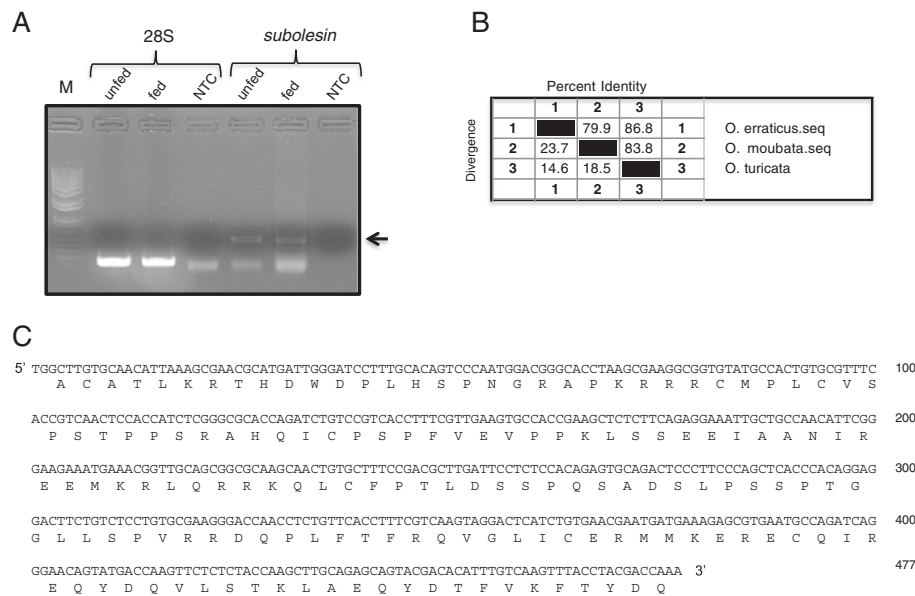 A
28S
subolesin
M
unfed
fed
NTC
unfed
fed
NTC
B
Percent Identity
Divergence
1 2 3
1 79.9 86.8 1 O. erraticus.seq
2 23.7 83.8 2 O. moubata.seq
3 14.6 18.5 3 O. turicata
1 2 3
C
5' TGGCTTGTGCAACATTAAAGCGAACGCATGATTGGGATCCTTTGCACAGTCCCAATGGACGGGCACCTAAGCGAAGGCGGTGTATGCCACTGTGCGTTTC 100
A C A T L K R T H D W D P L H S P N G R A P K R R R C M P L C V S
ACCGTCAACTCCACCATCTCGGGCGCACCAGATCTGTCCGTCACCTTTCGTTGAAGTGCCACCGAAGCTCTCTTCAGAGGAAATTGCTGCCAACATTCGG 200
P S T P P S R A H Q I C P S P F V E V P P K L S S E E I A A N I R
GAAGAAATGAAACGGTTGCAGCGGCGCAAGCAACTGTGCTTTCCGACGCTTGATTCCTCTCCACAGAGTGCAGACTCCCTTCCCAGCTCACCCACAGGAG 300
E E M K R L Q R R K Q L C F P T L D S S P Q S A D S L P S S P T G
GACTTCTGTCTCCTGTGCGAAGGGACCAACCTCTGTTCACCTTTCGTCAAGTAGGACTCATCTGTGAACGAATGATGAAAGAGCGTGAATGCCAGATCAG 400
G L L S P V R R D Q P L F T F R Q V G L I C E R M M K E R E C Q I R
GGAACAGTATGACCAAGTTCTCTCTACCAAGCTTGCAGAGCAGTACGACACATTTGTCAAGTTTACCTACGACCAAA 3' 477
E Q Y D Q V L S T K L A E Q Y D T F V K F T Y D Q